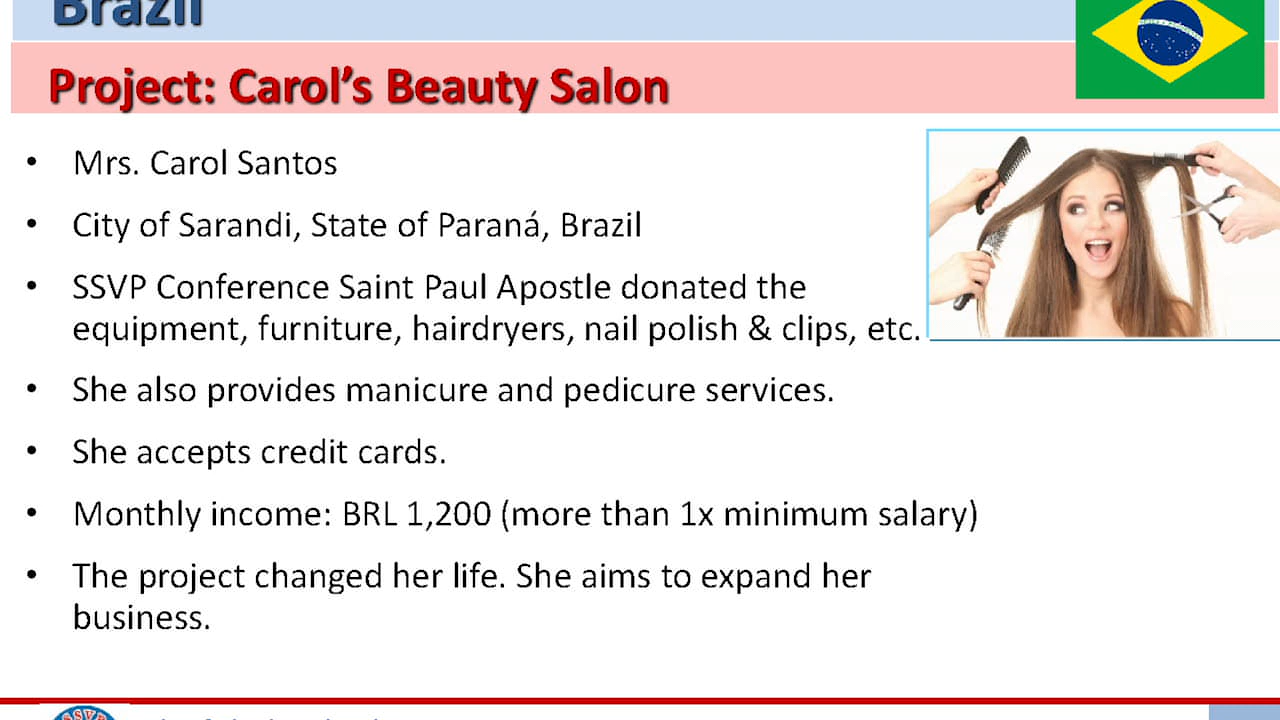 Brazil
Project: Carol's Beauty Salon
• Mrs. Carol Santos
• City of Sarandi, State of Paraná, Brazil
• SSVP Conference Saint Paul Apostle donated the
equipment, furniture, hairdryers, nail polish & clips, etc.
• She also provides manicure and pedicure services.
• She accepts credit cards.
• Monthly income: BRL 1,200 (more than 1x minimum salary)
• The project changed her life. She aims to expand her
business.
SSVP